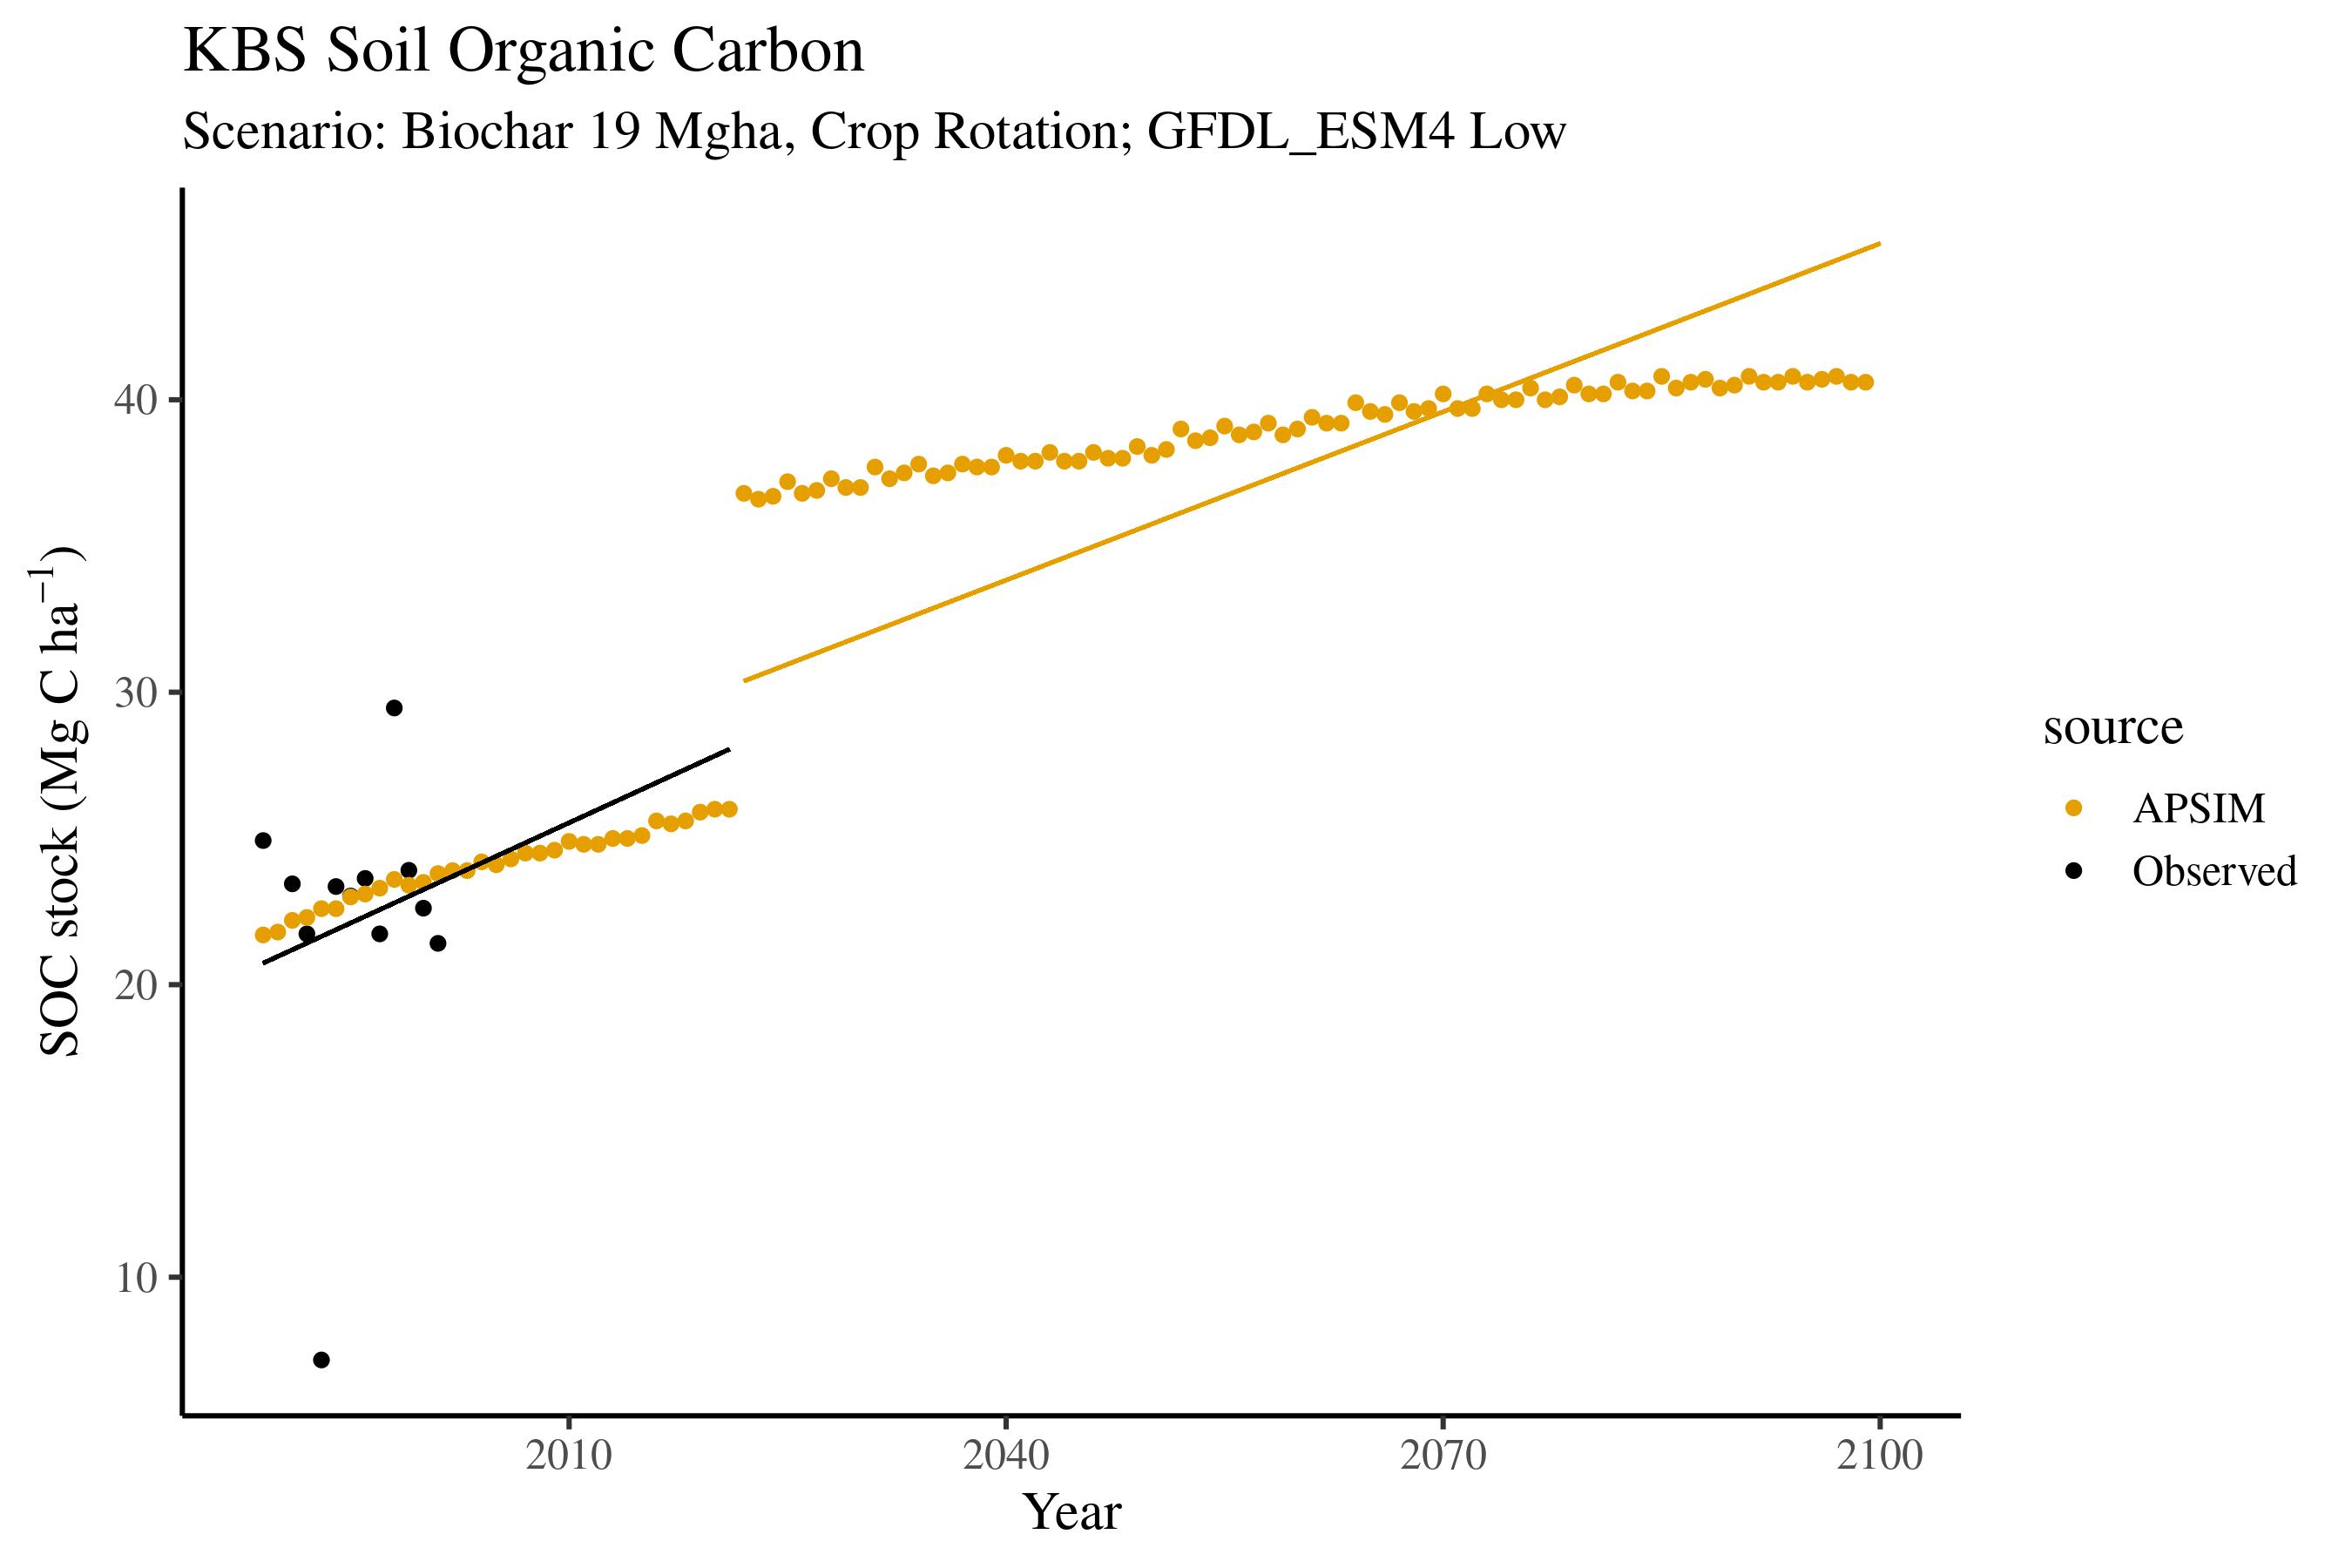 KBS Soil Organic Carbon
Scenario: Biochar 19 Mgha, Crop Rotation; GFDL_ESM4 Low
SOC stock (Mg C ha⁻¹)
40
30
20
10
2010
2040
2070
2100
Year
source
APSIM
Observed